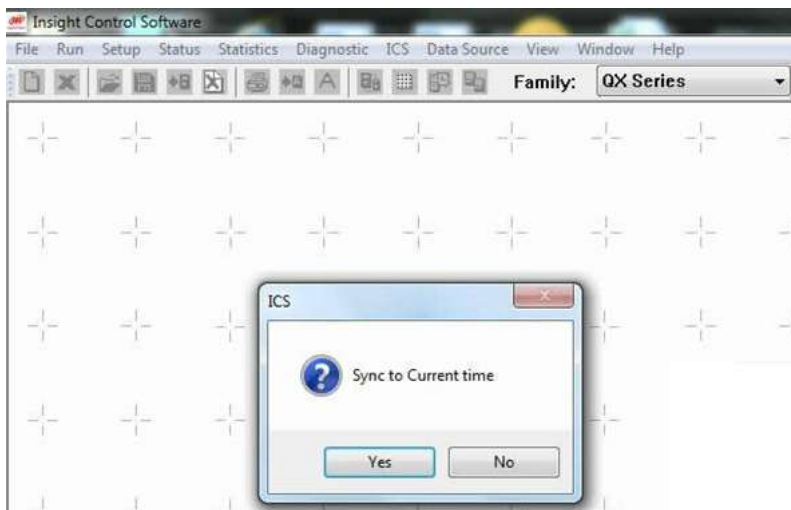 Insight Control Software
File Run Setup Status Statistics Diagnostic ICS Data Source View Window Help
Family: QX Series
ICS
Sync to Current time
Yes No